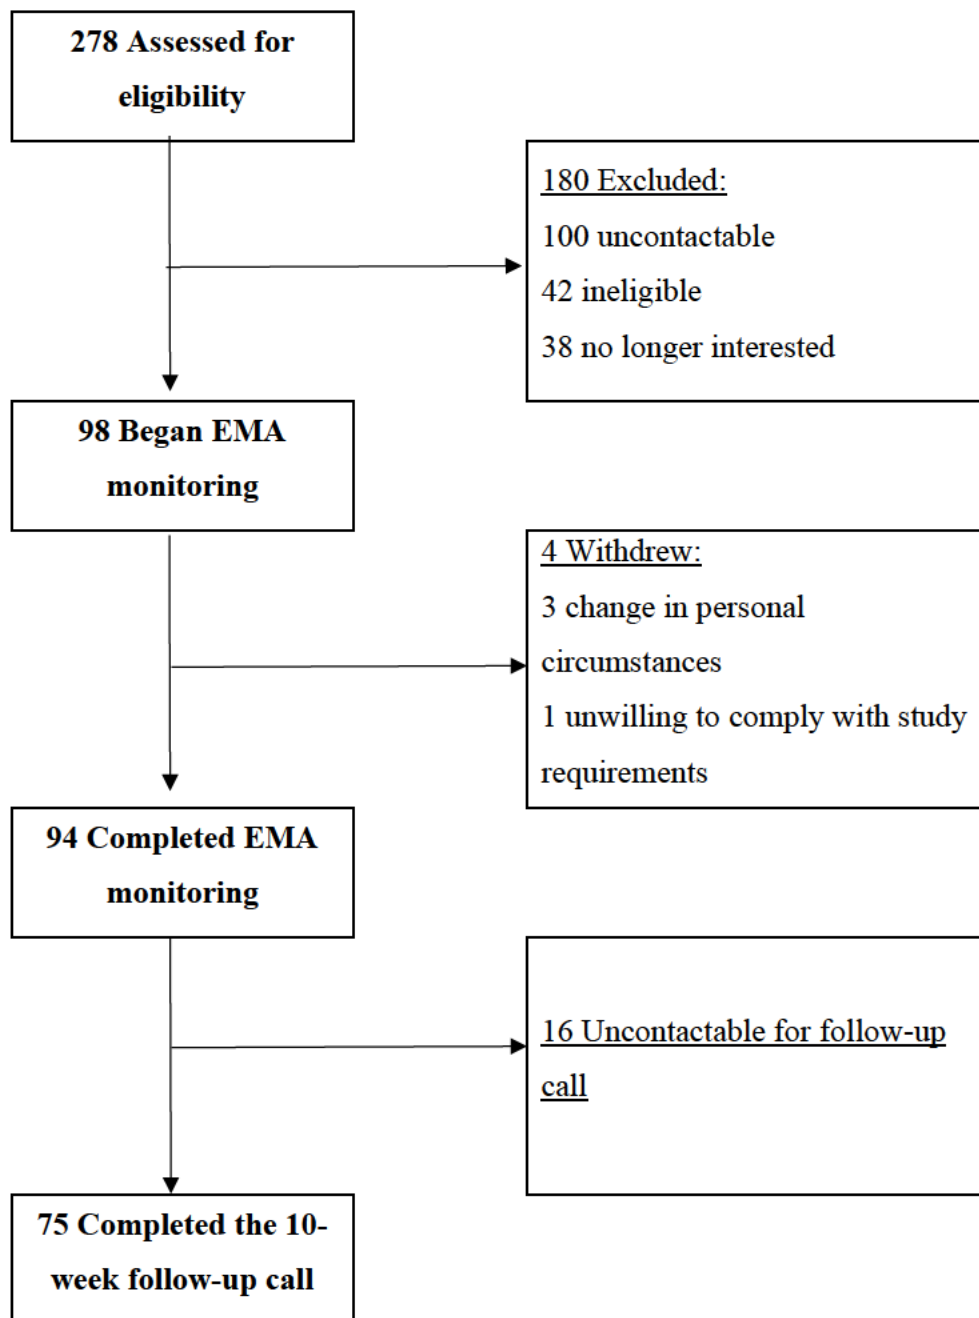 278 Assessed for
eligibility
180 Excluded:
100 uncontactable
42 ineligible
38 no longer interested
98 Began EMA
monitoring
4 Withdrew:
3 change in personal
circumstances
1 unwilling to comply with study
requirements
94 Completed EMA
monitoring
16 Uncontactable for follow-up
call
75 Completed the 10-
week follow-up call